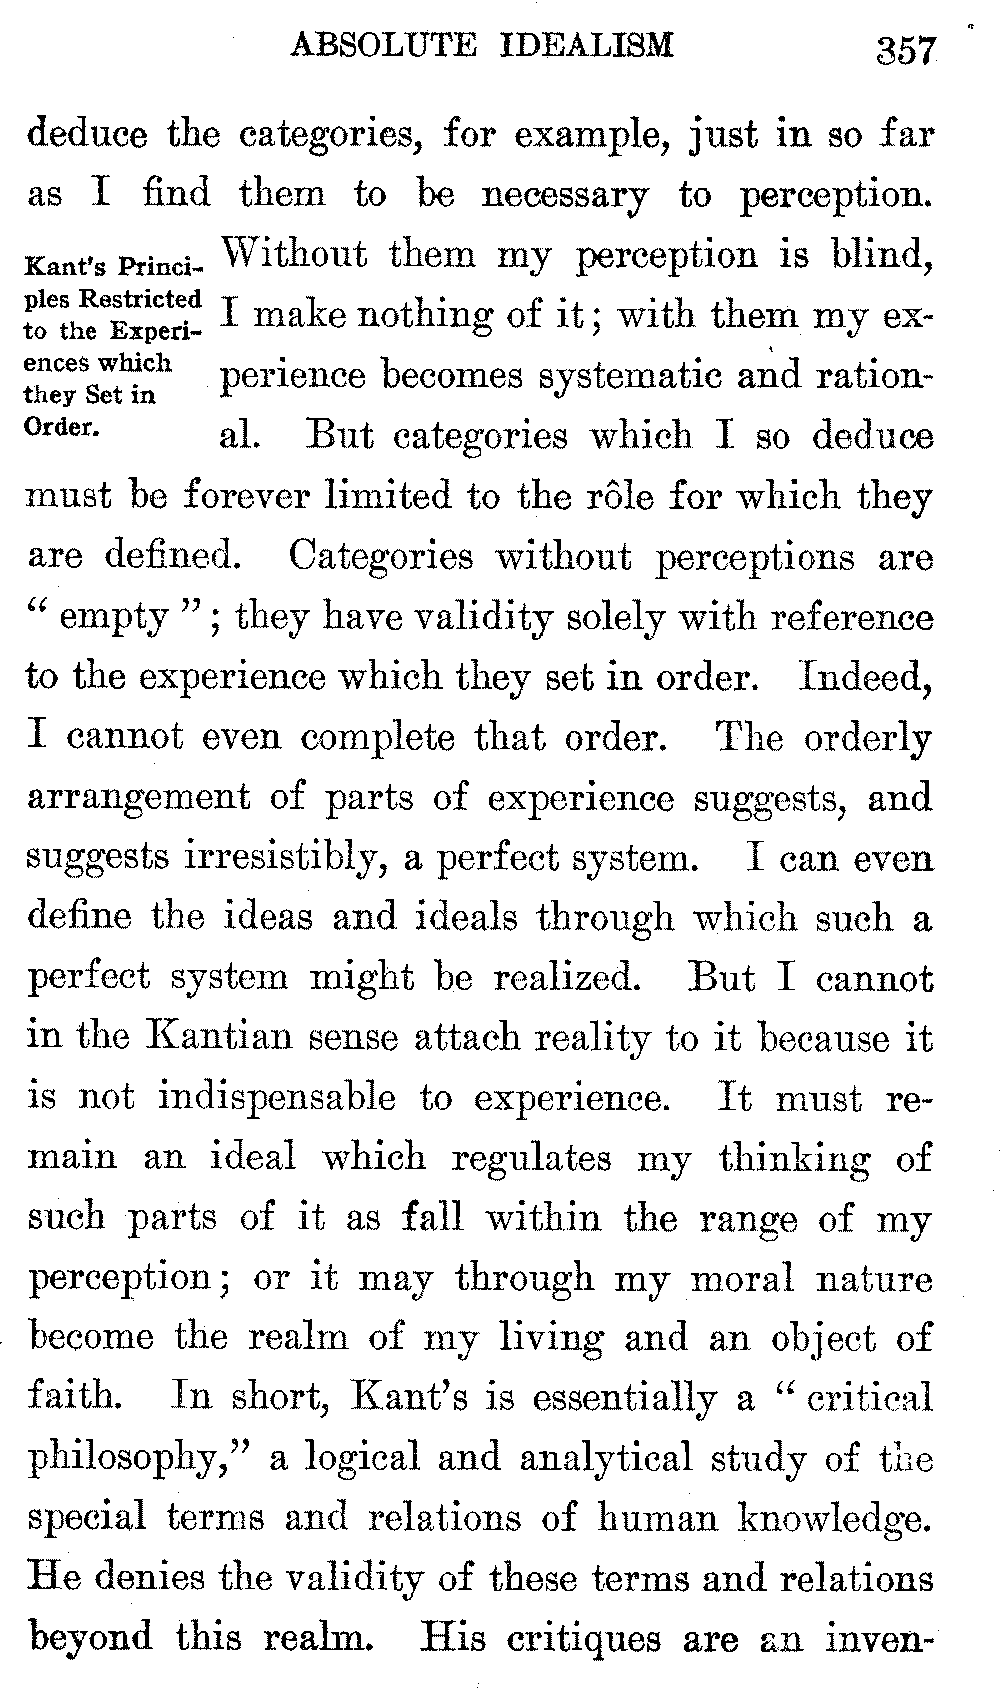 ABSOLUTE IDEALISM 357
deduce the categories, for example, just in so far
as I find them to be necessary to perception.
Kant's Princi-
ples Restricted
to the Experi-
ences which
they Set in
Order.
Without them my perception is blind,
I make nothing of it; with them my ex-
perience becomes systematic and ration-
al. But categories which I so deduce
must be forever limited to the rôle for which they
are defined. Categories without perceptions are
" empty "; they have validity solely with reference
to the experience which they set in order. Indeed,
I cannot even complete that order. The orderly
arrangement of parts of experience suggests, and
suggests irresistibly, a perfect system. I can even
define the ideas and ideals through which such a
perfect system might be realized. But I cannot
in the Kantian sense attach reality to it because it
is not indispensable to experience. It must re-
main an ideal which regulates my thinking of
such parts of it as fall within the range of my
perception; or it may through my moral nature
become the realm of my living and an object of
faith. In short, Kant's is essentially a " critical
philosophy," a logical and analytical study of the
special terms and relations of human knowledge.
He denies the validity of these terms and relations
beyond this realm. His critiques are an inven-